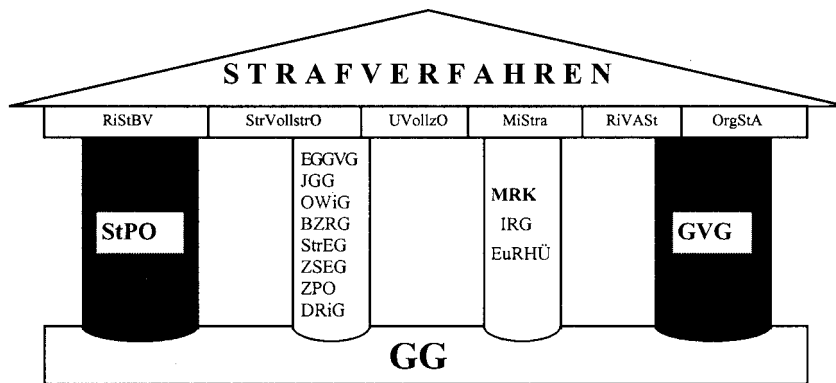 STRAFVERFAHREN
RiStBV StrVollstrO UVollzO MiStra RiVASt OrgStA
StPO
EGGVG
JGG
OWiG
BZRG
StrEG
ZSEG
ZPO
DRiG
MRK
IRG
EuRHÜ
GVG
GG